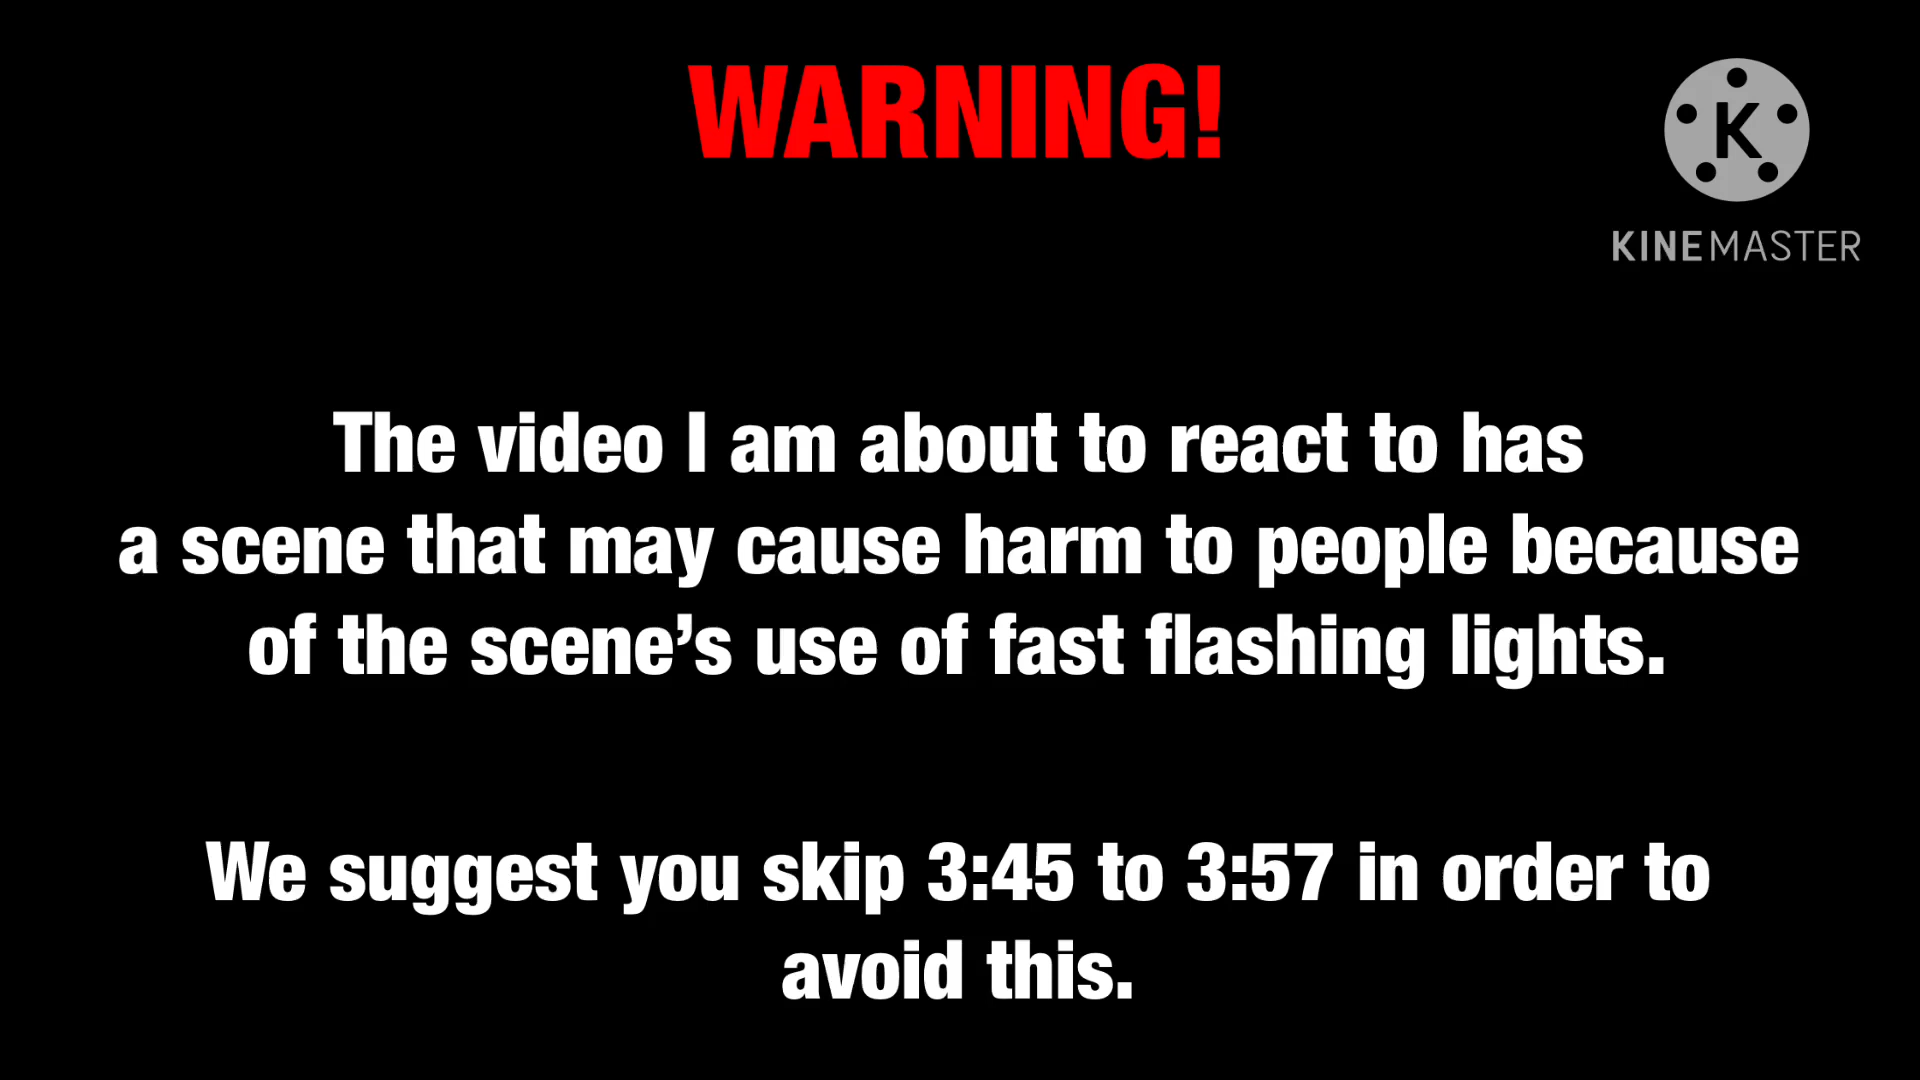 WARNING!
K
KINEMASTER
The video I am about to react to has
a scene that may cause harm to people because
of the scene’s use of fast flashing lights.
We suggest you skip 3:45 to 3:57 in order to
avoid this.